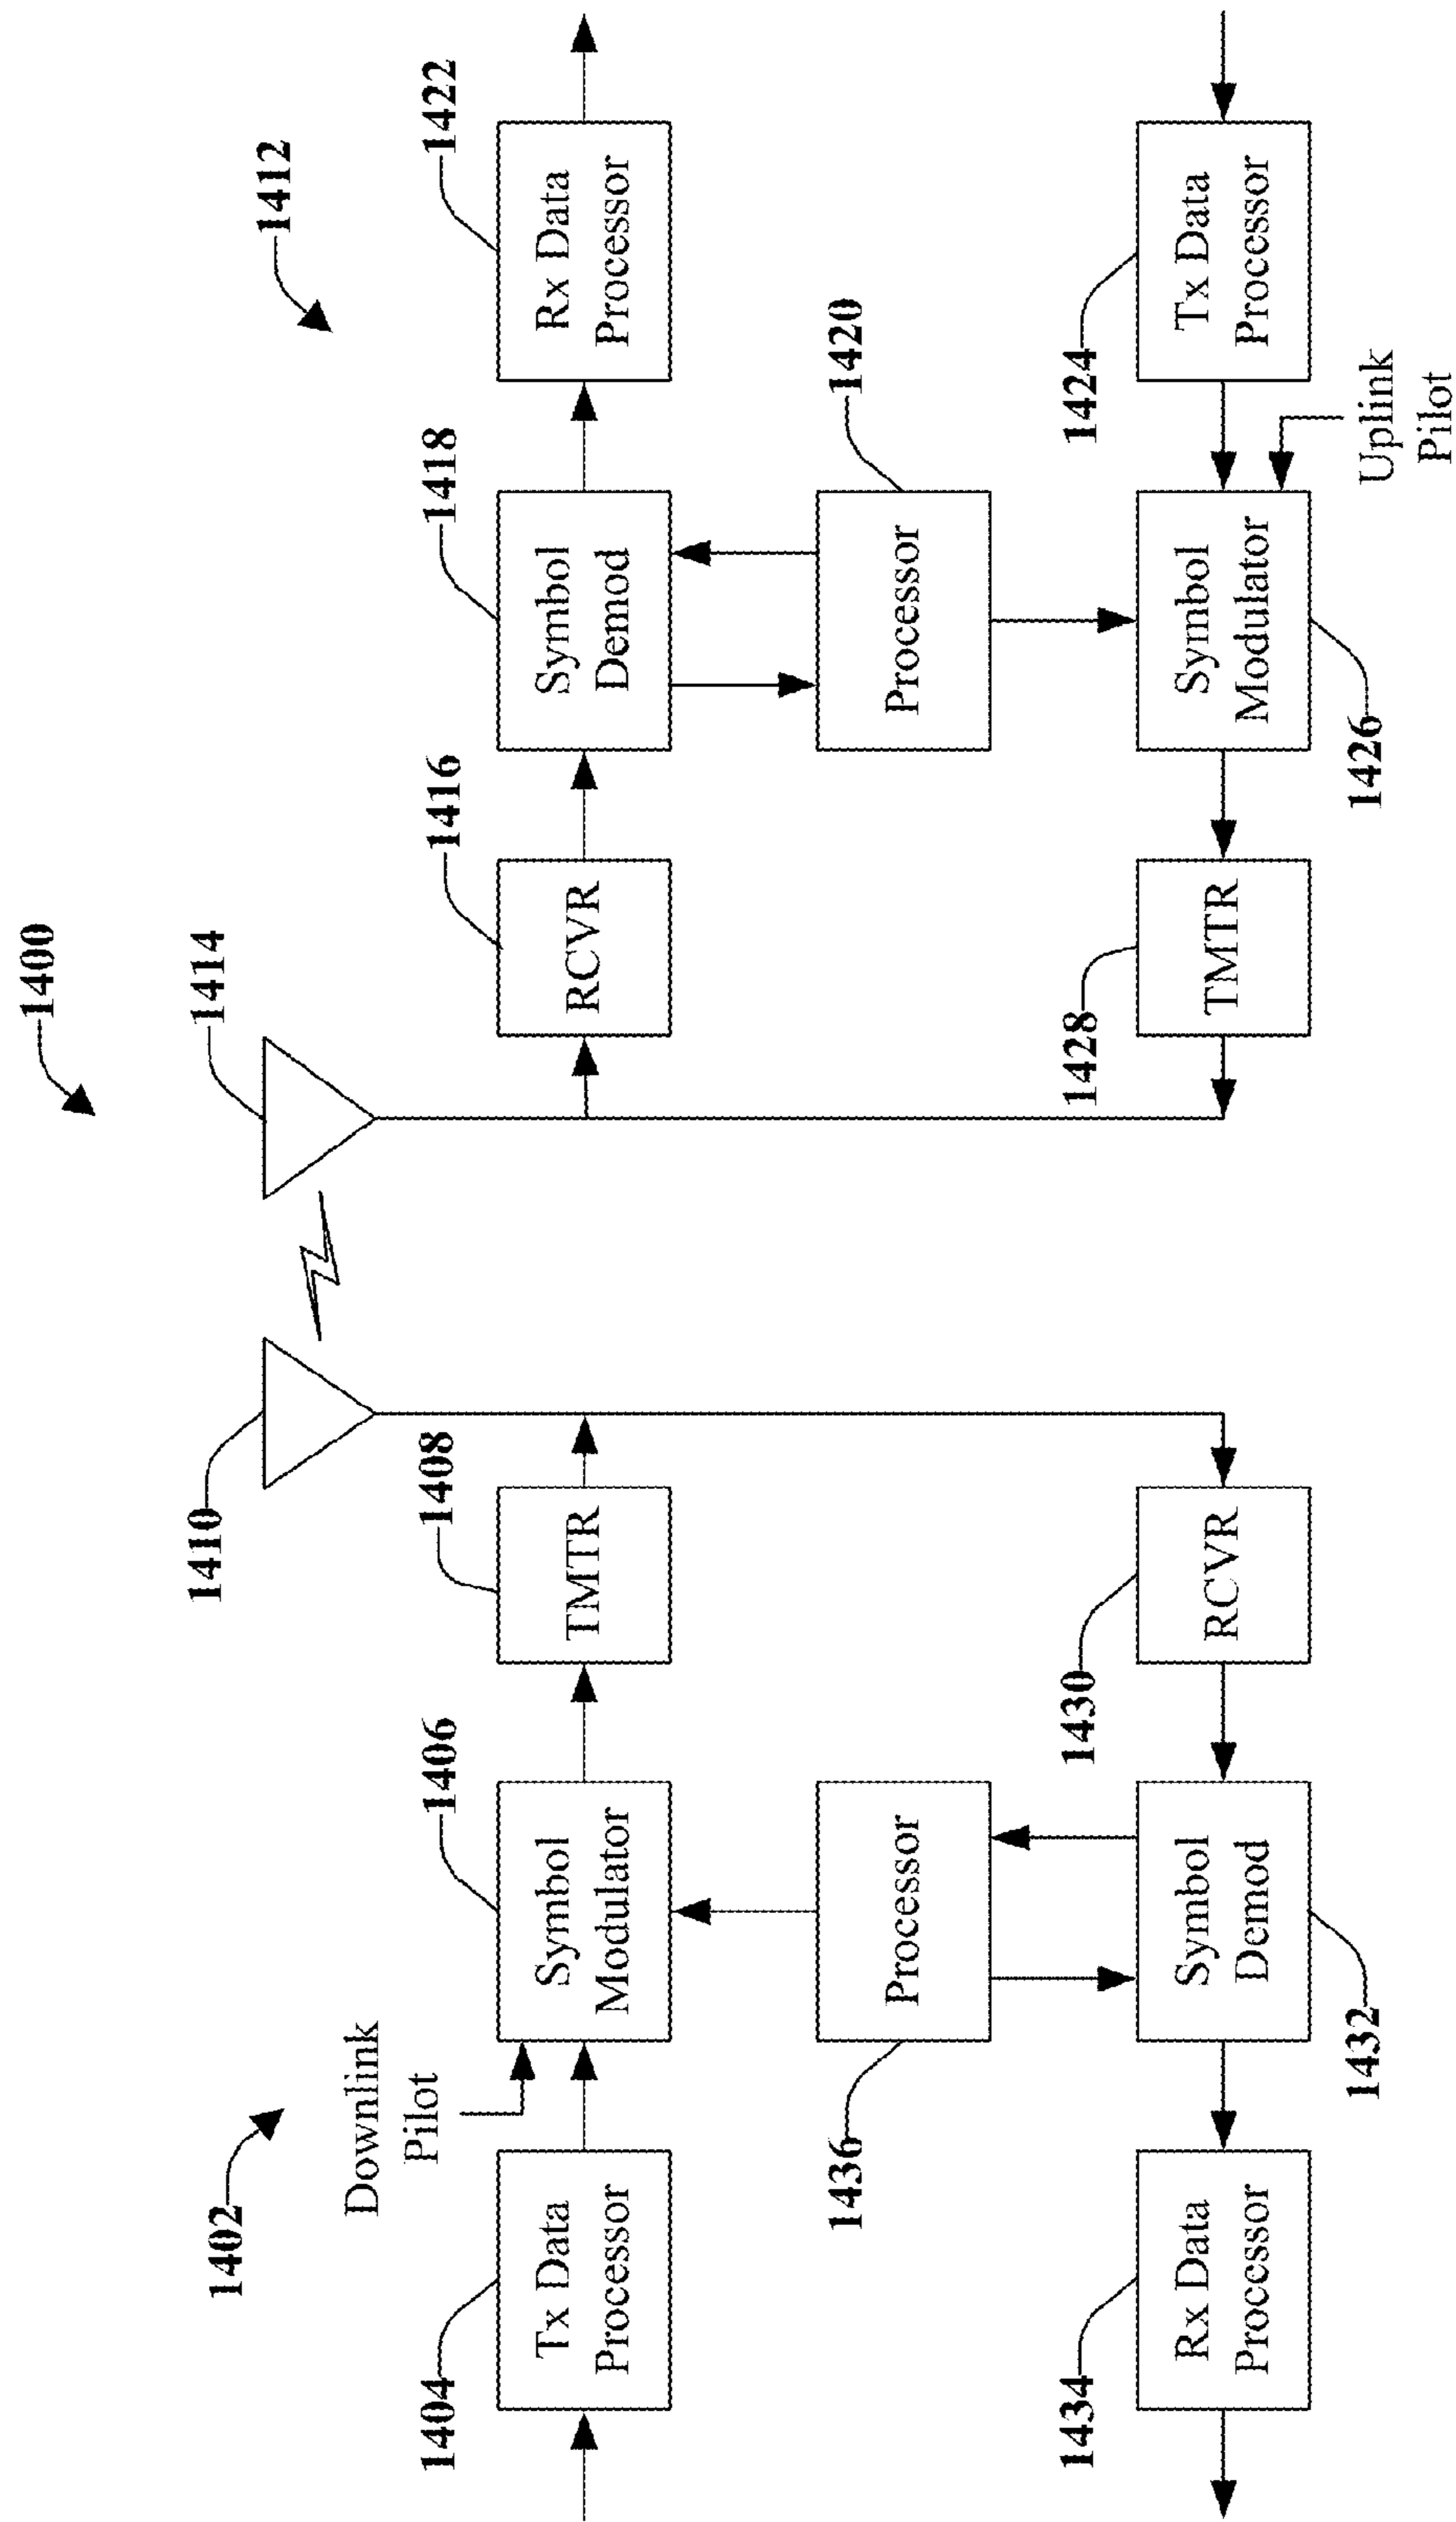 1400
1402
1412
1410
1414
Downlink
Pilot
1404
1406
1408
1416
1418
1422
Tx Data
Processor
Symbol
Modulator
TMTR
RCVR
Symbol
Demod
Rx Data
Processor
1436
Processor
Processor
1420
1434
1430
1428
1424
Rx Data
Processor
Symbol
Demod
RCVR
TMTR
Symbol
Modulator
Tx Data
Processor
1432
1426
Uplink
Pilot